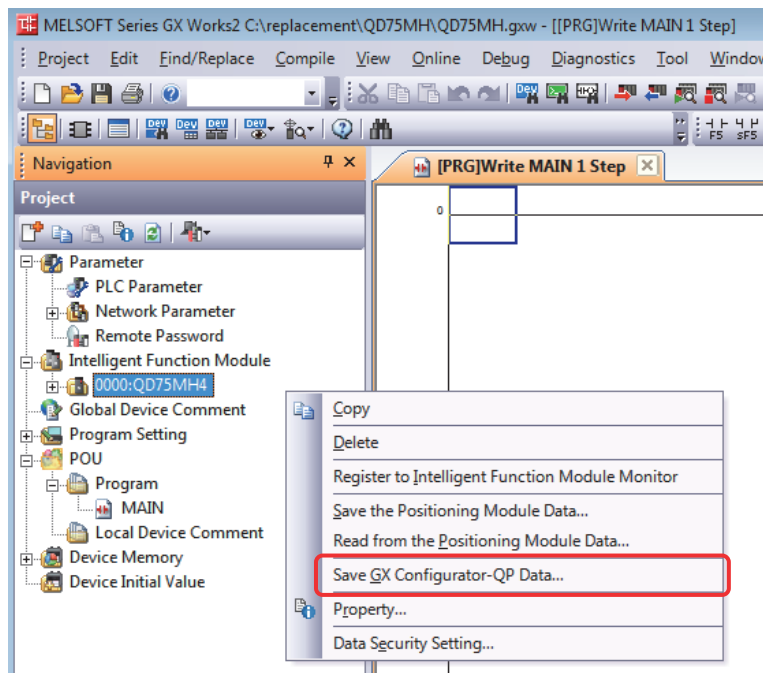 MELSOFT Series GX Works2 C:\replacement\QD75MH\QD75MH.gxw - [[PRG]Write MAIN 1 Step]
Project Edit Find/Replace Compile View Online Debug Diagnostics Tool Window
F5 sF5
Navigation
[PRG]Write MAIN 1 Step
Project
0
Parameter
PLC Parameter
Network Parameter
Remote Password
Intelligent Function Module
0000:QD75MH4
Global Device Comment
Program Setting
POU
Program
MAIN
Local Device Comment
Device Memory
Device Initial Value
Copy
Delete
Register to Intelligent Function Module Monitor
Save the Positioning Module Data...
Read from the Positioning Module Data...
Save GX Configurator-QP Data...
Property...
Data Security Setting...